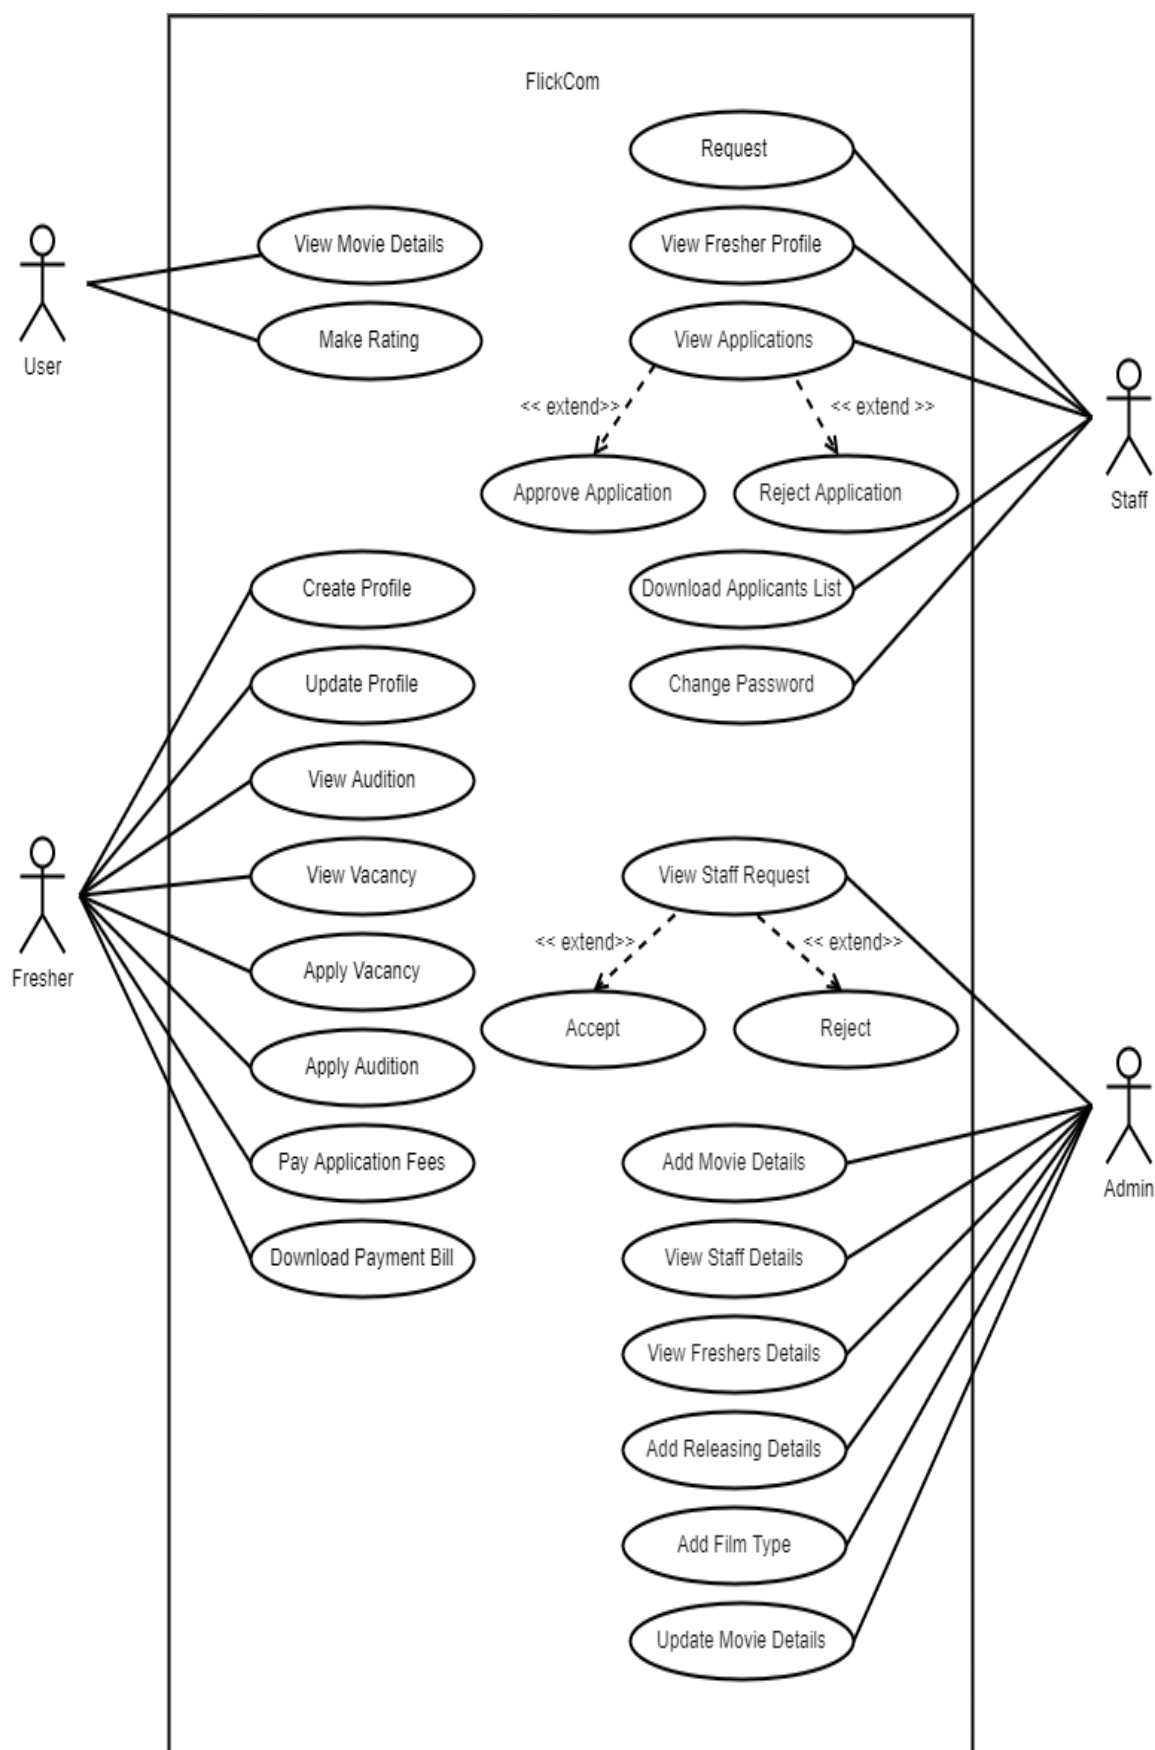 FlickCom
Request
View Movie Details
View Fresher Profile
Make Rating
View Applications
User
<< extend>>
<< extend >>
Approve Application
Reject Application
Staff
Create Profile
Download Applicants List
Update Profile
Change Password
View Audition
View Vacancy
View Staff Request
<< extend>>
<< extend>>
Fresher
Apply Vacancy
Accept
Reject
Apply Audition
Pay Application Fees
Add Movie Details
Admin
Download Payment Bill
View Staff Details
View Freshers Details
Add Releasing Details
Add Film Type
Update Movie Details